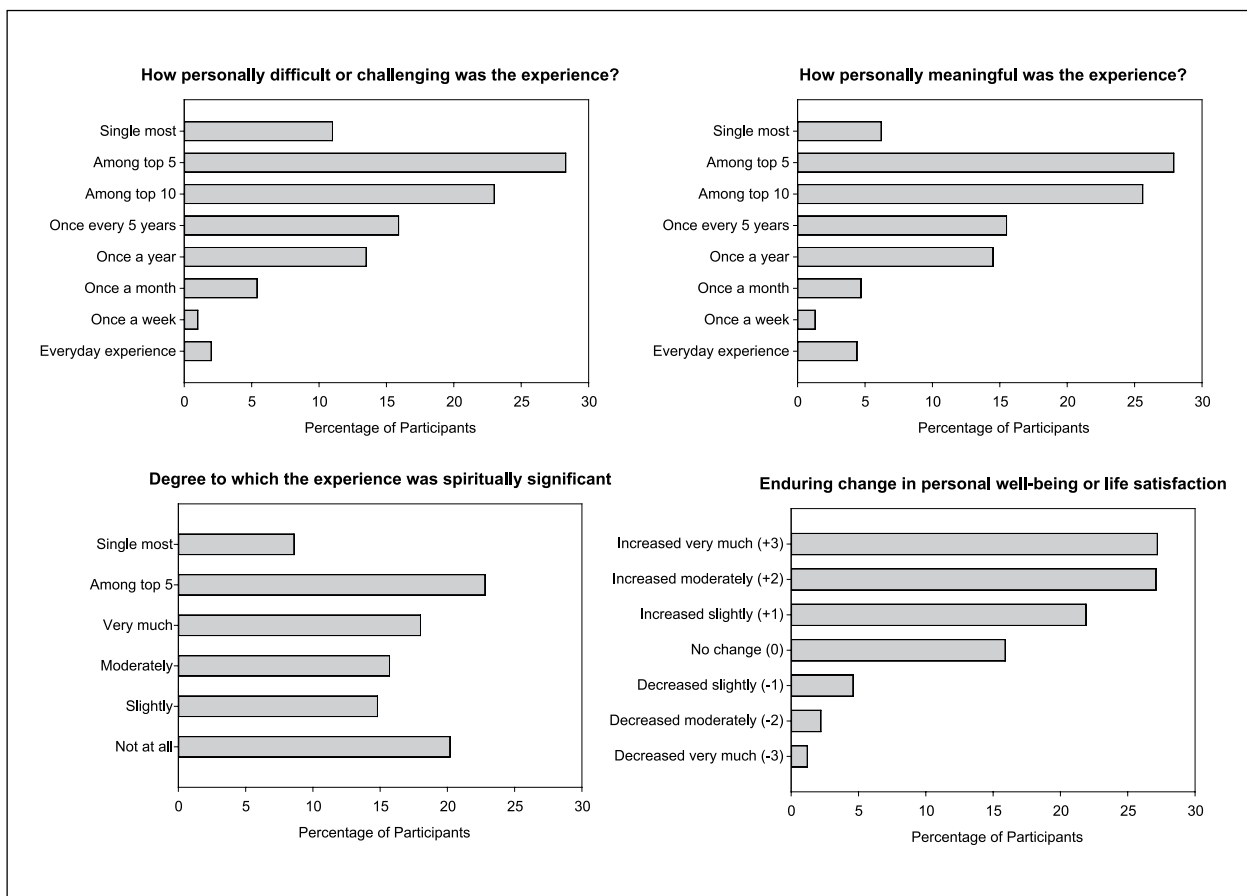 How personally difficult or challenging was the experience?
Single most
Among top 5
Among top 10
Once every 5 years
Once a year
Once a month
Once a week
Everyday experience
0 5 10 15 20 25 30
Percentage of Participants
How personally meaningful was the experience?
Single most
Among top 5
Among top 10
Once every 5 years
Once a year
Once a month
Once a week
Everyday experience
0 5 10 15 20 25 30
Percentage of Participants
Degree to which the experience was spiritually significant
Single most
Among top 5
Very much
Moderately
Slightly
Not at all
0 5 10 15 20 25 30
Percentage of Participants
Enduring change in personal well-being or life satisfaction
Increased very much (+3)
Increased moderately (+2)
Increased slightly (+1)
No change (0)
Decreased slightly (-1)
Decreased moderately (-2)
Decreased very much (-3)
0 5 10 15 20 25 30
Percentage of Participants